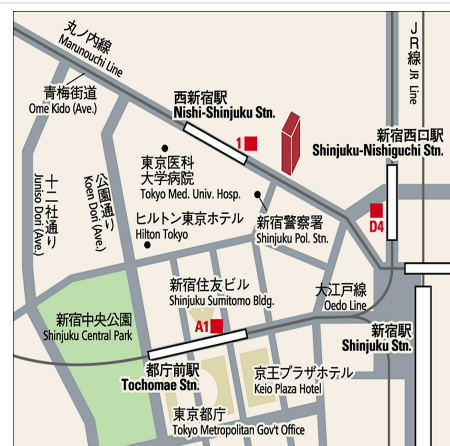 丸ノ内線
Marunouchi Line
青梅街道
Ome Kido (Ave.)
JR線
JR Line
西新宿駅
Nishi-Shinjuku Stn.
1
新宿西口駅
Shinjuku-Nishiguchi Stn.
D4
東京医科
大学病院
Tokyo Med. Univ. Hosp.
十二社通り
Juniso Dori (Ave.)
公園通り
Koen Dori (Ave.)
ヒルトン東京ホテル
Hilton Tokyo
新宿警察署
Shinjuku Pol. Stn.
新宿住友ビル
Shinjuku Sumitomo Bldg.
大江戸線
Oedo Line
新宿中央公園
Shinjuku Central Park
A1
新宿駅
Shinjuku Stn.
都庁前駅
Tochomae Stn.
京王プラザホテル
Keio Plaza Hotel
東京都庁
Tokyo Metropolitan Gov't Office